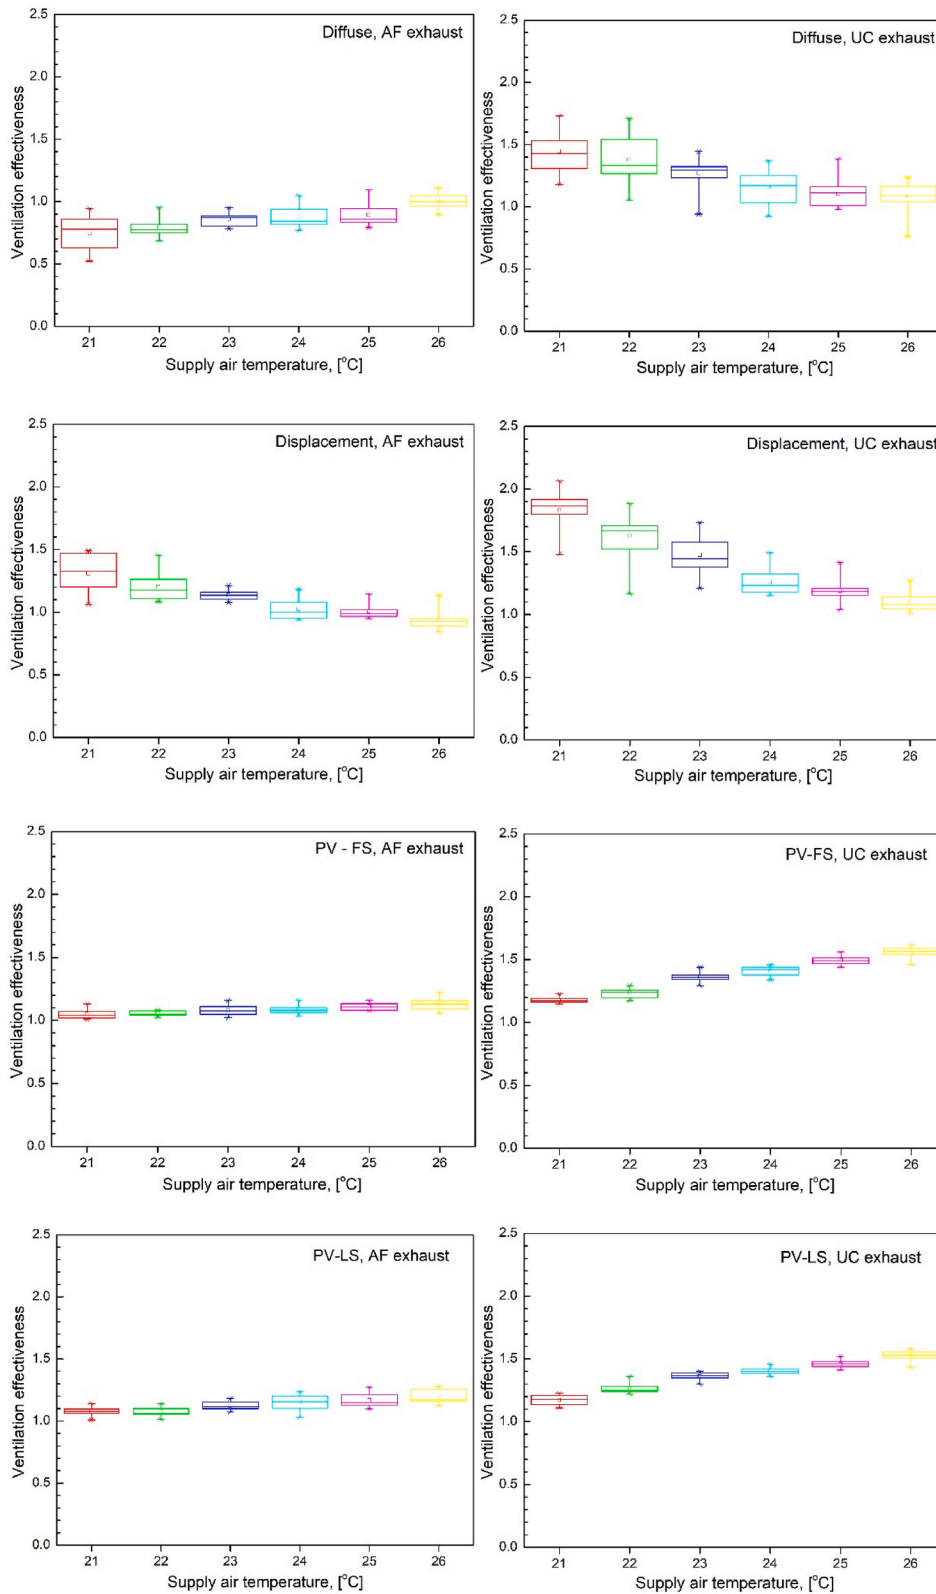 Diffuse, AF exhaust
Ventilation effectiveness
2.5
2.0
1.5
1.0
0.5
0.0
21 22 23 24 25 26
Supply air temperature, [°C]
Diffuse, UC exhaust
Ventilation effectiveness
2.5
2.0
1.5
1.0
0.5
0.0
21 22 23 24 25 26
Supply air temperature, [°C]
Displacement, AF exhaust
Ventilation effectiveness
2.5
2.0
1.5
1.0
0.5
0.0
21 22 23 24 25 26
Supply air temperature, [°C]
Displacement, UC exhaust
Ventilation effectiveness
2.5
2.0
1.5
1.0
0.5
0.0
21 22 23 24 25 26
Supply air temperature, [°C]
PV - FS, AF exhaust
Ventilation effectiveness
2.5
2.0
1.5
1.0
0.5
0.0
21 22 23 24 25 26
Supply air temperature, [°C]
PV-FS, UC exhaust
Ventilation effectiveness
2.5
2.0
1.5
1.0
0.5
0.0
21 22 23 24 25 26
Supply air temperature, [°C]
PV-LS, AF exhaust
Ventilation effectiveness
2.5
2.0
1.5
1.0
0.5
0.0
21 22 23 24 25 26
Supply air temperature, [°C]
PV-LS, UC exhaust
Ventilation effectiveness
2.5
2.0
1.5
1.0
0.5
0.0
21 22 23 24 25 26
Supply air temperature, [°C]